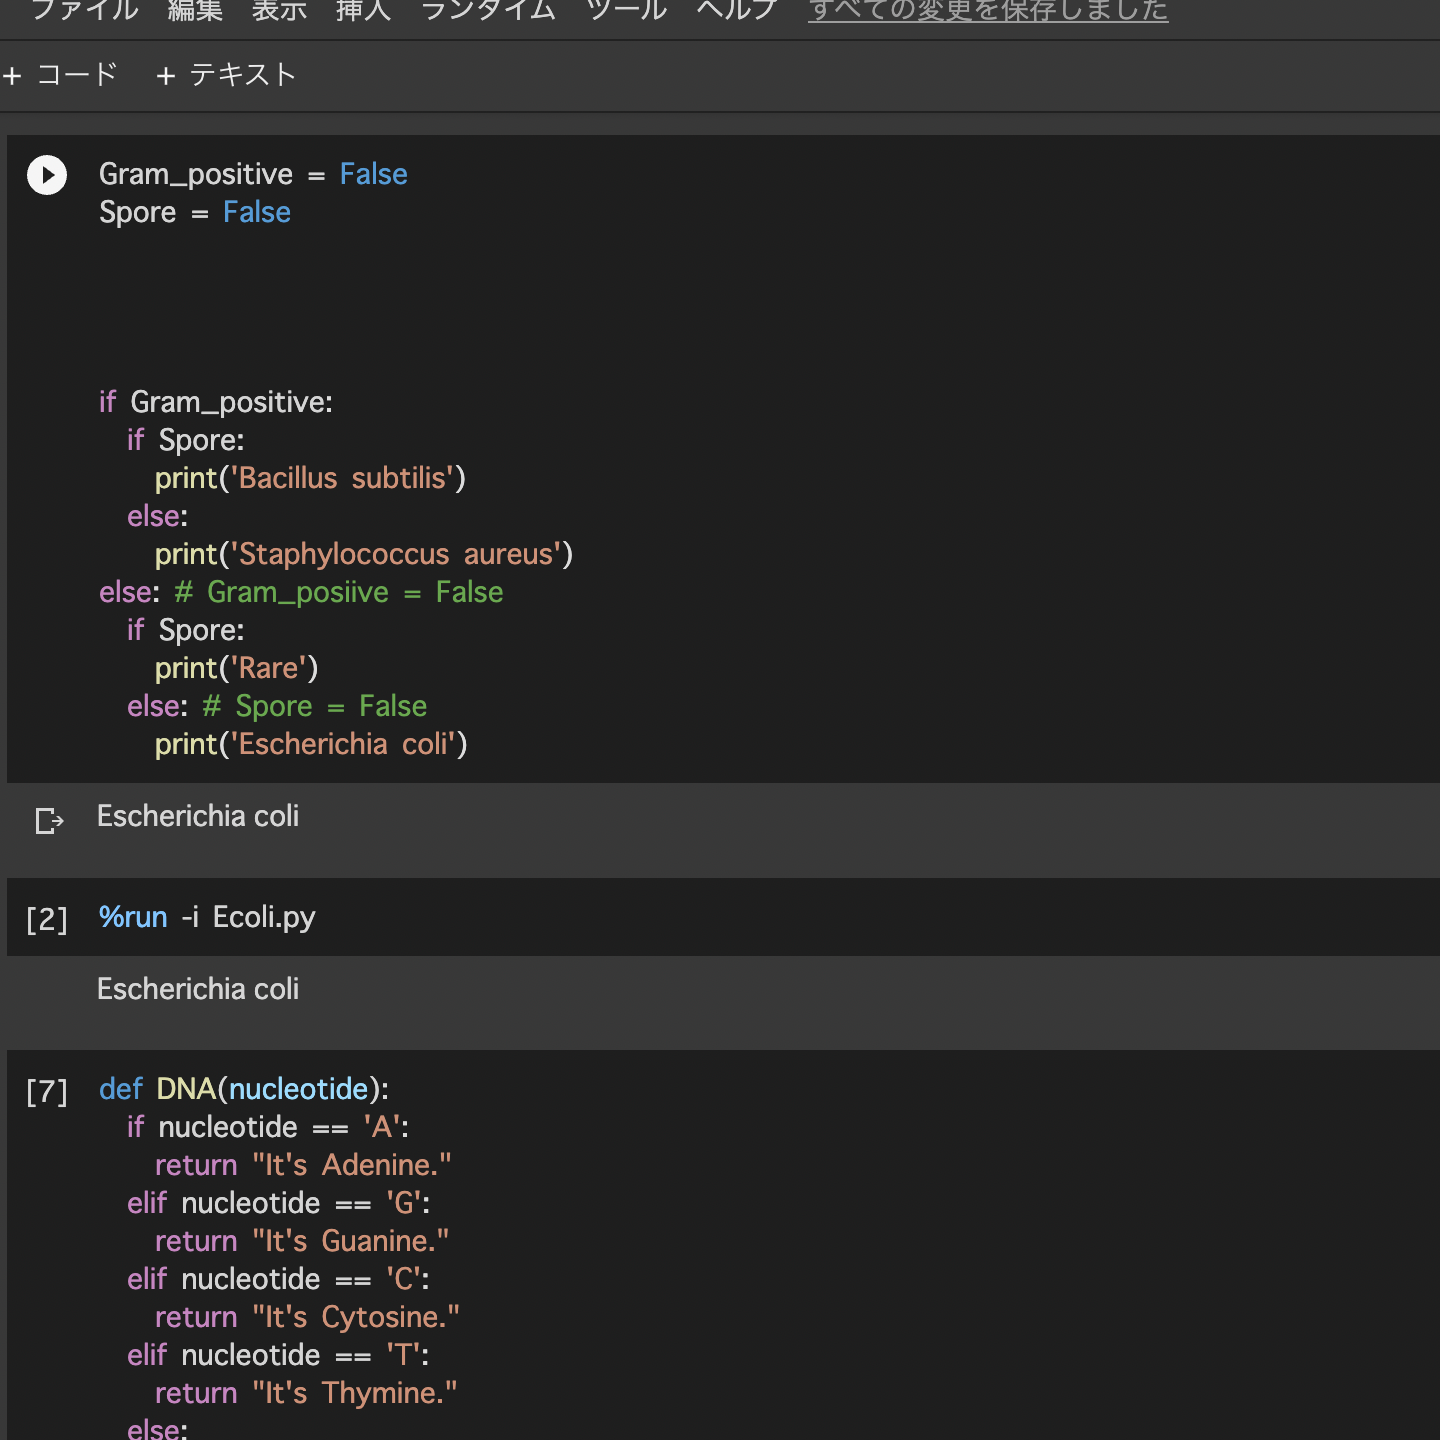 ファイル 編集 表示 挿入 ランタイム ツール ヘルプ すべての変更を保存しました
+ コード + テキスト
Gram_positive = False
Spore = False
if Gram_positive:
if Spore:
print('Bacillus subtilis')
else:
print('Staphylococcus aureus')
else: # Gram_posiive = False
if Spore:
print('Rare')
else: # Spore = False
print('Escherichia coli')
Escherichia coli
[2] %run -i Ecoli.py
Escherichia coli
[7] def DNA(nucleotide):
if nucleotide == 'A':
return "It's Adenine."
elif nucleotide == 'G':
return "It's Guanine."
elif nucleotide == 'C':
return "It's Cytosine."
elif nucleotide == 'T':
return "It's Thymine."
else: